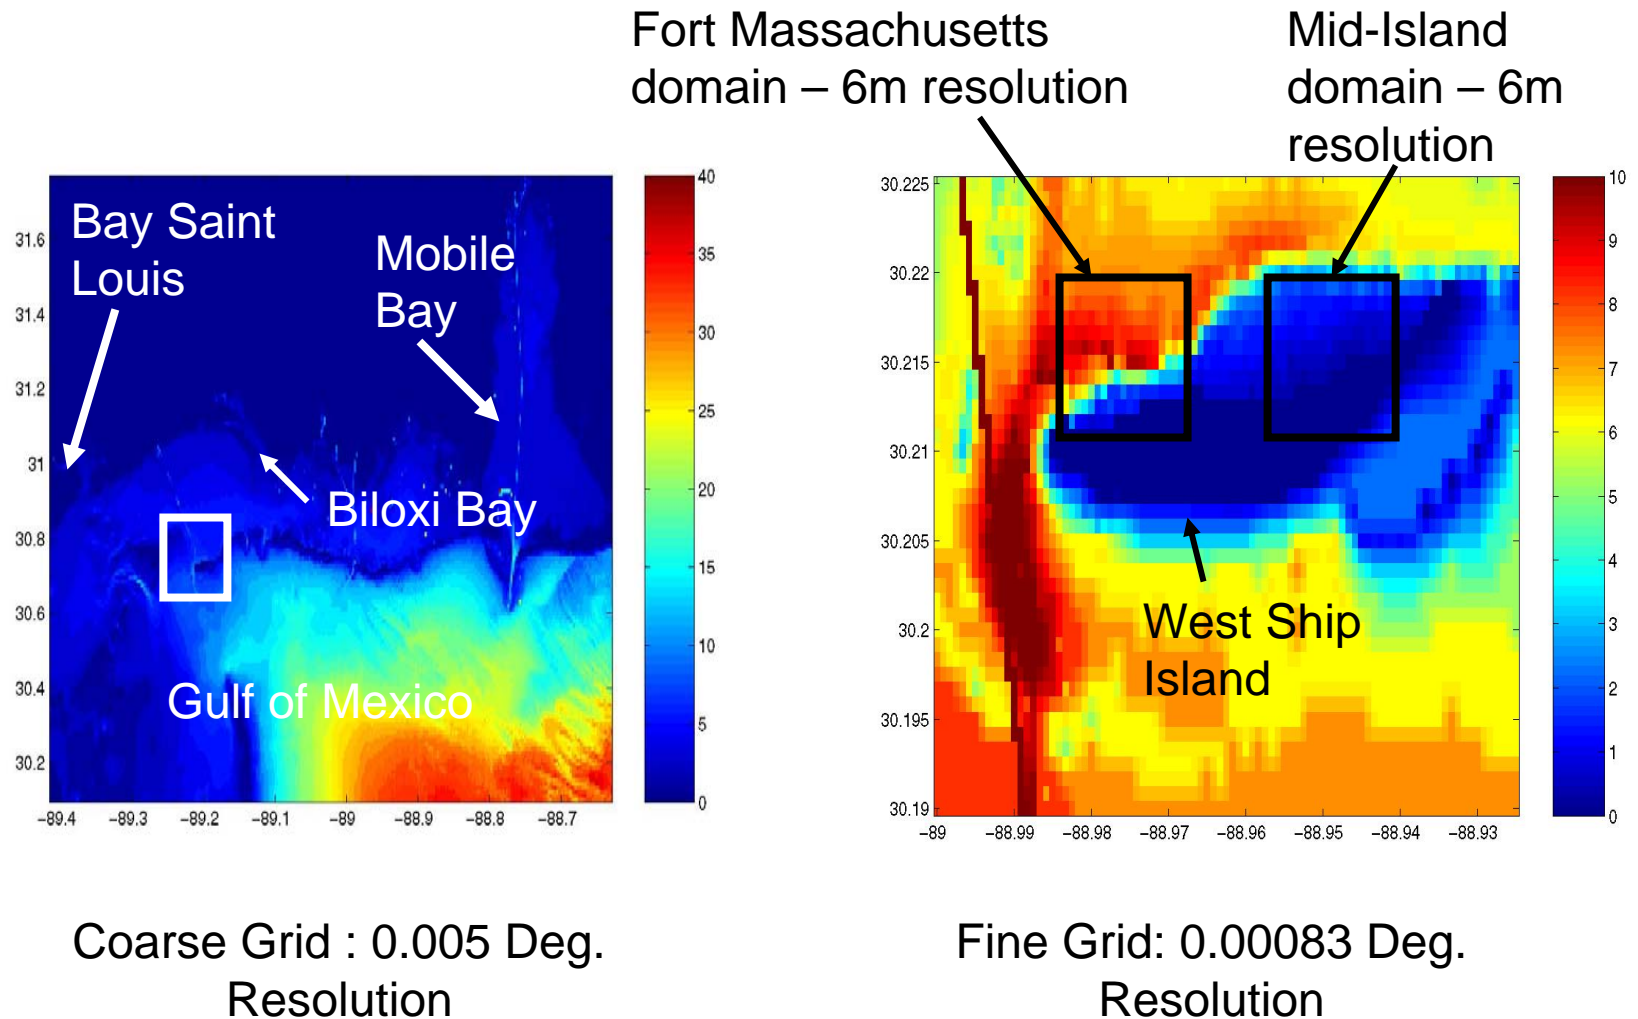 Fort Massachusetts
domain – 6m resolution
Mid-Island
domain – 6m
resolution
Bay Saint
Louis
Mobile
Bay
Biloxi Bay
Gulf of Mexico
31.6
31.4
31.2
31
30.8
30.6
30.4
30.2
−89.4 −89.3 −89.2 −89.1 −89 −88.9 −88.8 −88.7
40
35
30
25
20
15
10
5
0
30.225
30.22
30.215
30.21
30.205
30.2
30.195
30.19
−89 −88.99 −88.98 −88.97 −88.96 −88.95 −88.94 −88.93
West Ship
Island
10
9
8
7
6
5
4
3
2
1
0
Coarse Grid : 0.005 Deg.
Resolution
Fine Grid: 0.00083 Deg.
Resolution